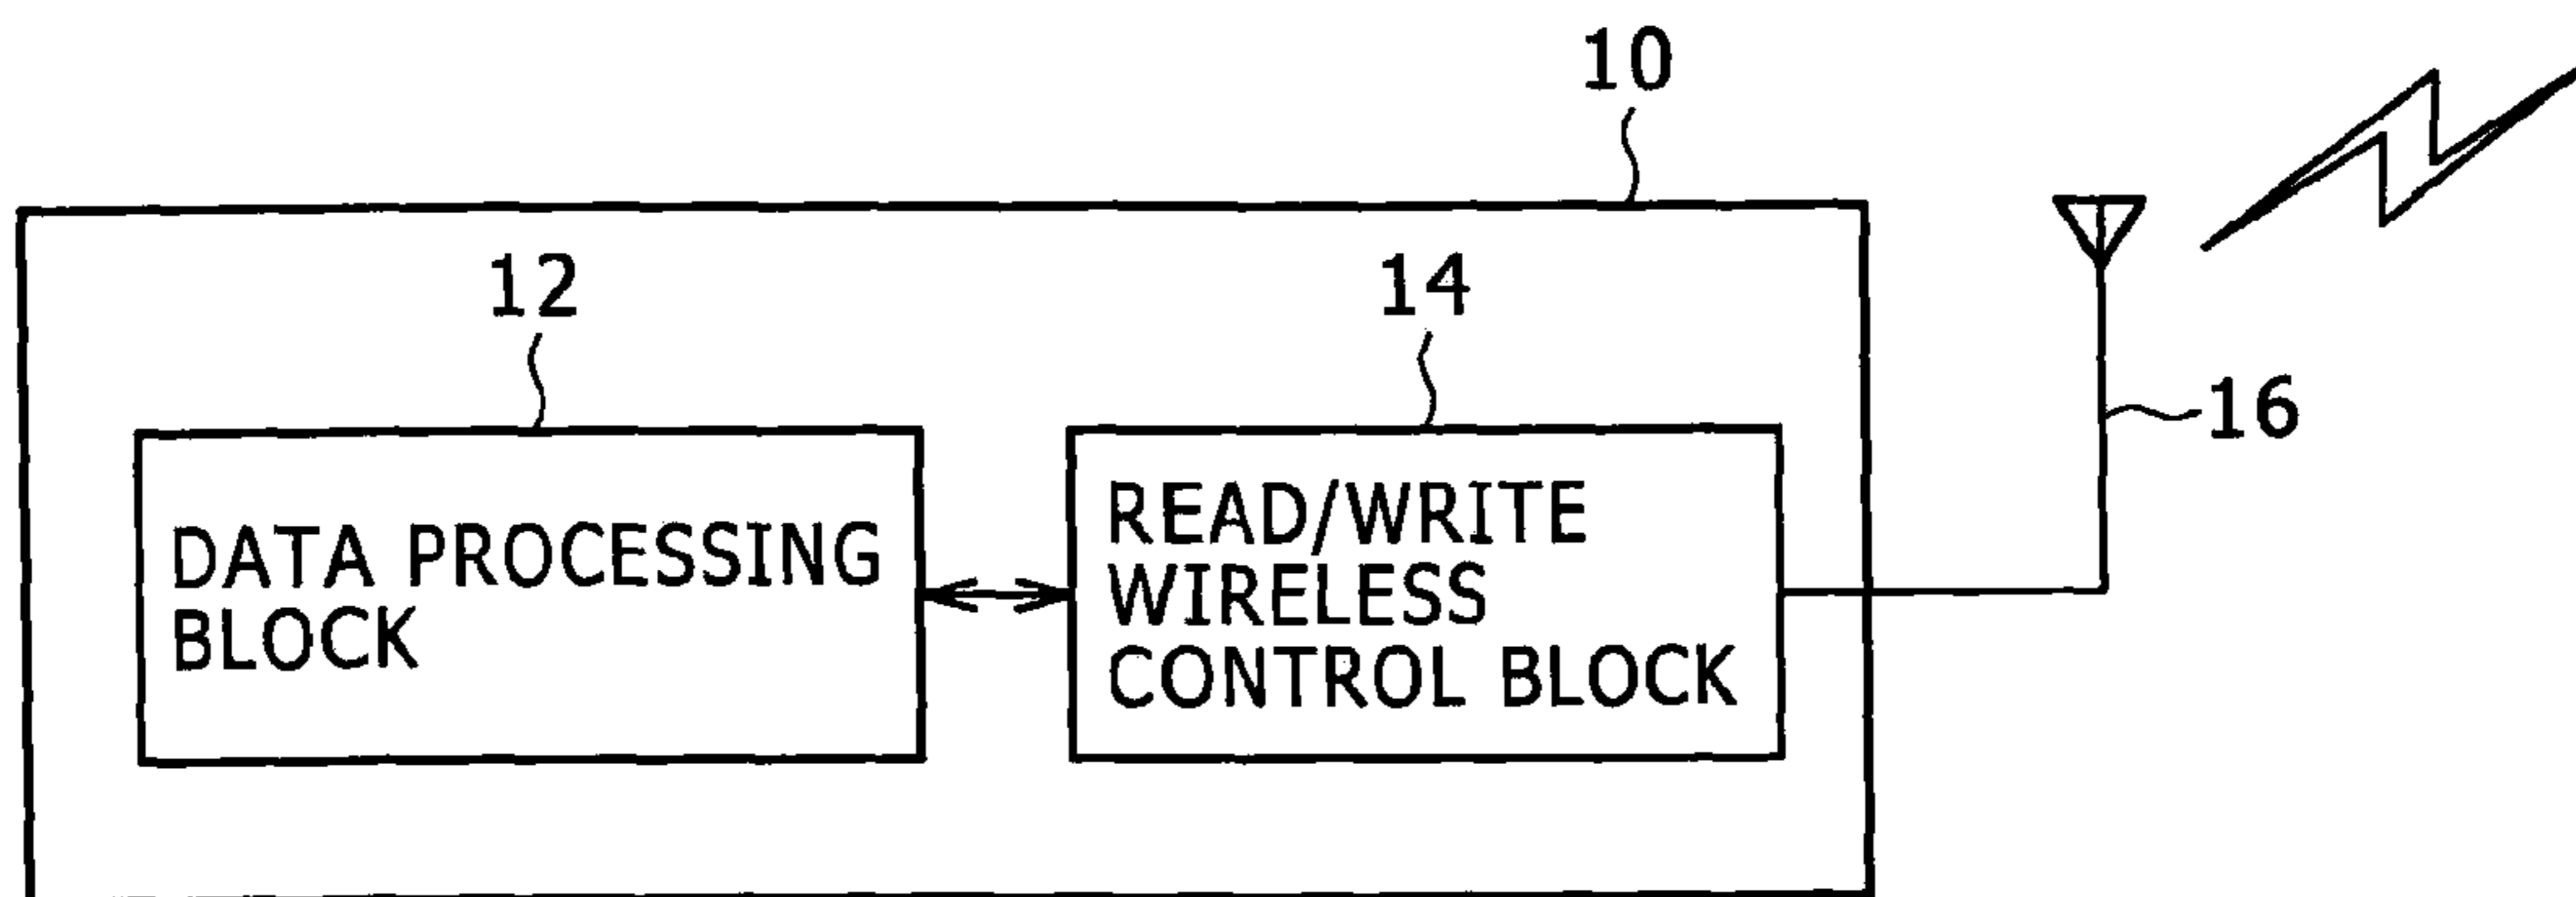 10
12
14
16
DATA PROCESSING
BLOCK
READ/WRITE
WIRELESS
CONTROL BLOCK